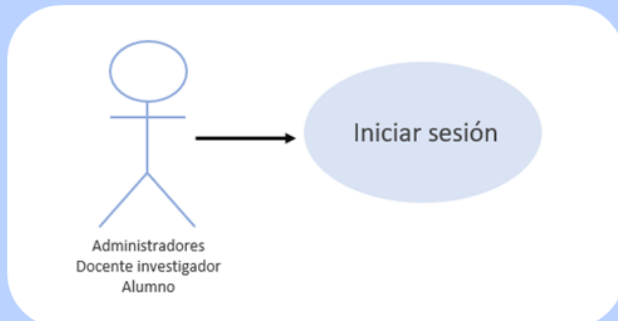 Iniciar sesión
Administradores
Docente investigador
Alumno